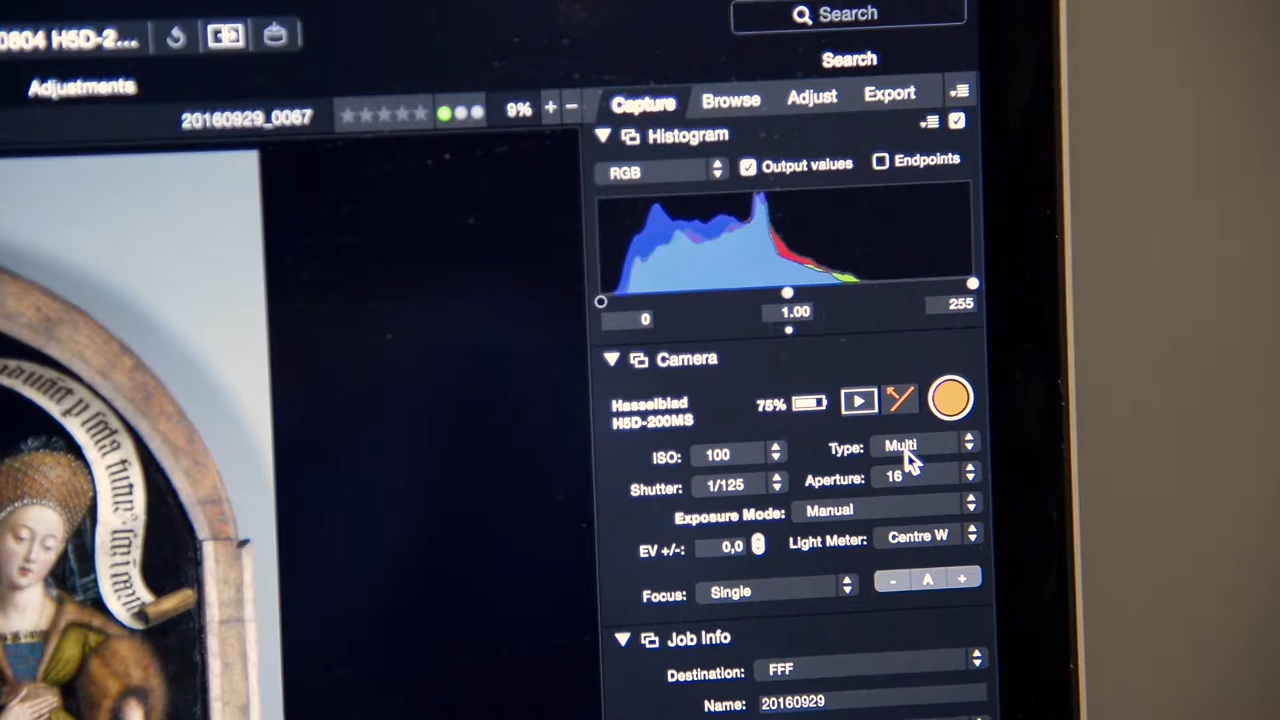 0804 H5D-2...
Search
Adjustments
Search
20160929_0067
9% + -
Capture Browse Adjust Export
Histogram
RGB
Output values
Endpoints
0
1.00
255
Camera
Hasselblad
H5D-200MS
75%
ISO: 100
Type: Multi
Shutter: 1/125
Aperture: 16
Exposure Mode: Manual
EV +/-: 0,0
Light Meter: Centre W
Focus: Single
- A +
Job Info
Destination: FFF
Name: 20160929